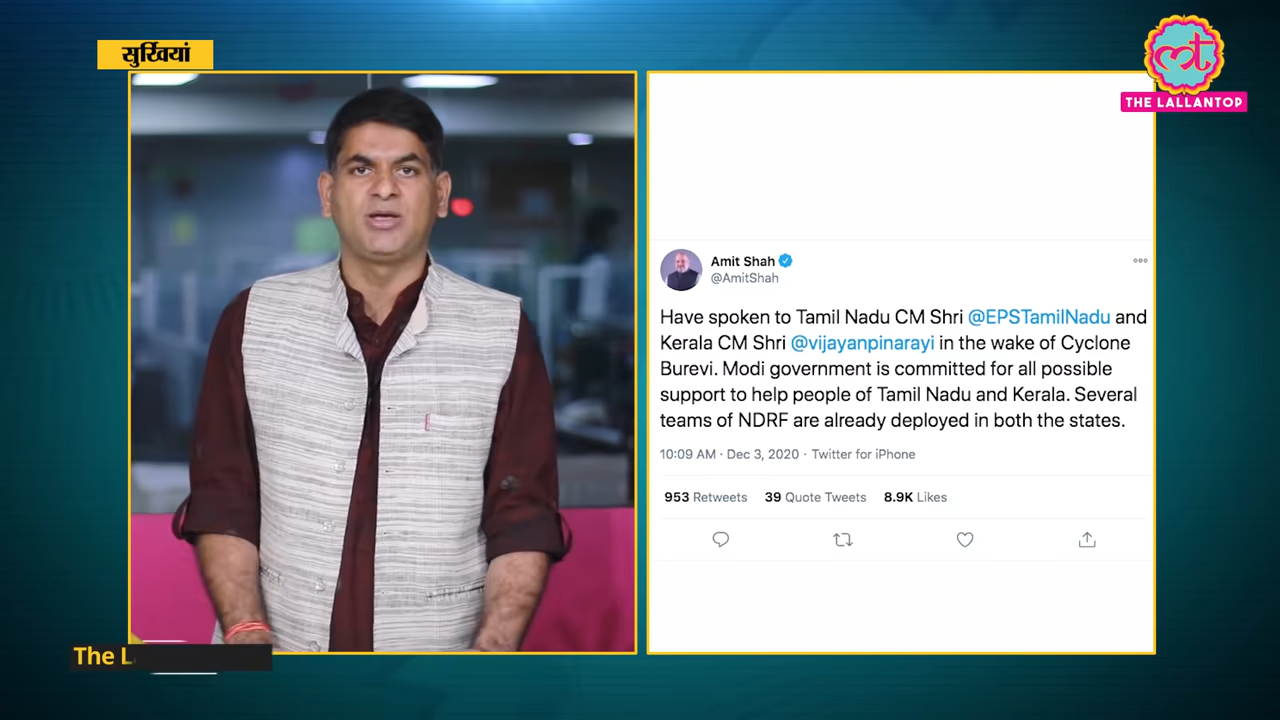 सुर्खियां
THE LALLANTOP
Amit Shah
@AmitShah
Have spoken to Tamil Nadu CM Shri @EPSTamilNadu and
Kerala CM Shri @vijayanpinarayi in the wake of Cyclone
Burevi. Modi government is committed for all possible
support to help people of Tamil Nadu and Kerala. Several
teams of NDRF are already deployed in both the states.
10:09 AM · Dec 3, 2020 · Twitter for iPhone
953 Retweets 39 Quote Tweets 8.9K Likes
The L